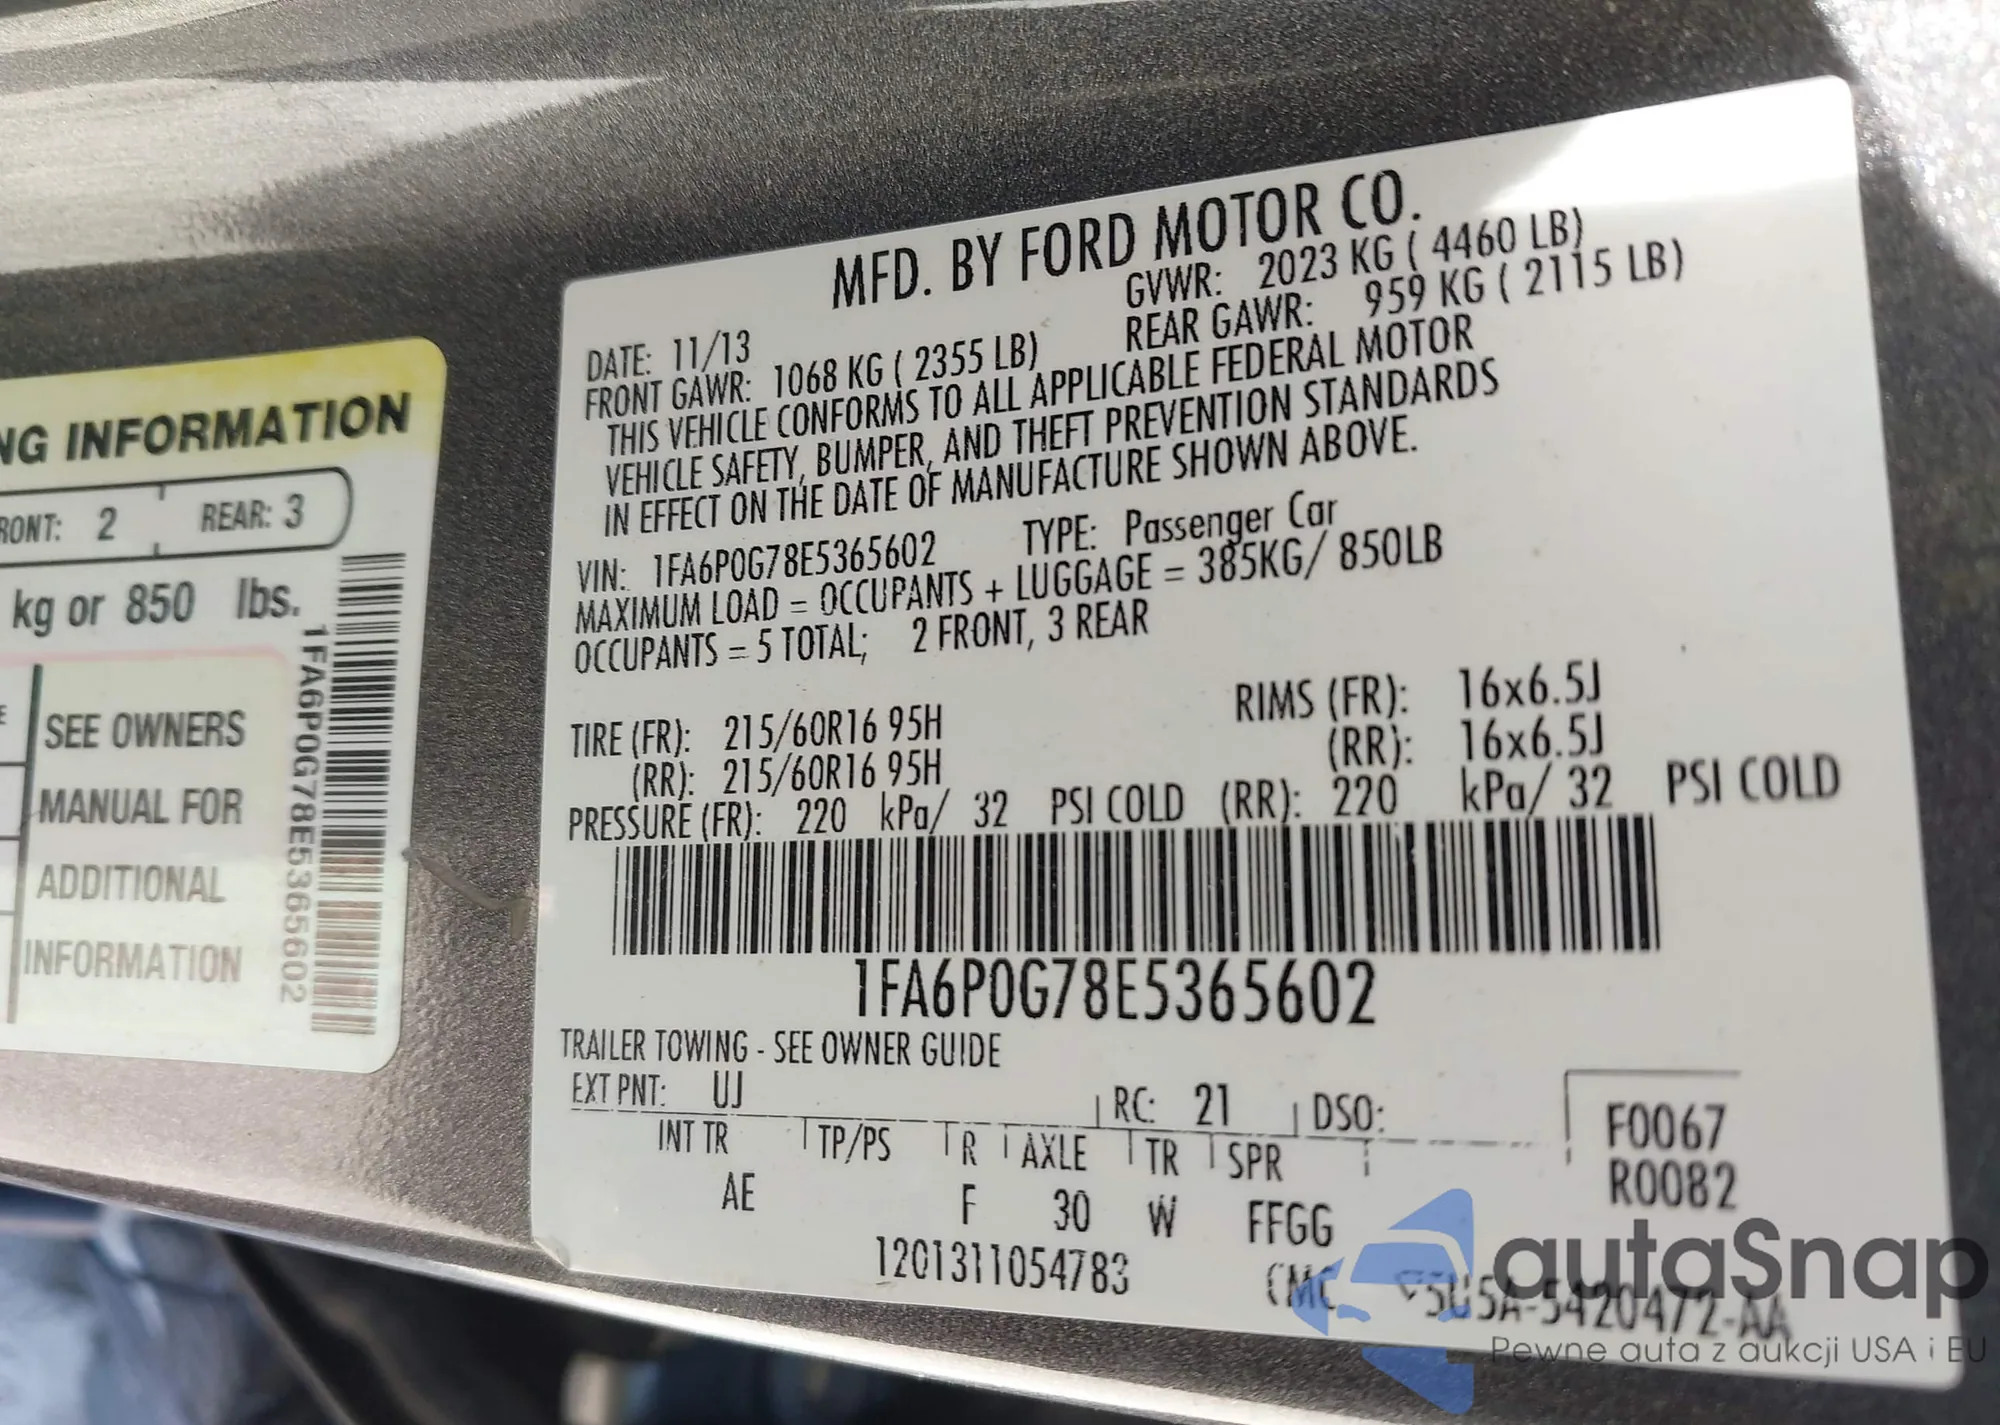 NG INFORMATION
RONT: 2 REAR: 3
kg or 850 lbs.
SEE OWNERS
MANUAL FOR
ADDITIONAL
INFORMATION
1FA6P0G78E5365602
MFD. BY FORD MOTOR CO.
DATE: 11/13 GVWR: 2023 KG ( 4460 LB)
FRONT GAWR: 1068 KG ( 2355 LB) REAR GAWR: 959 KG ( 2115 LB)
THIS VEHICLE CONFORMS TO ALL APPLICABLE FEDERAL MOTOR
VEHICLE SAFETY, BUMPER, AND THEFT PREVENTION STANDARDS
IN EFFECT ON THE DATE OF MANUFACTURE SHOWN ABOVE.
VIN: 1FA6P0G78E5365602 TYPE: Passenger Car
MAXIMUM LOAD = OCCUPANTS + LUGGAGE = 385KG/ 850LB
OCCUPANTS = 5 TOTAL; 2 FRONT, 3 REAR
TIRE (FR): 215/60R16 95H RIMS (FR): 16x6.5J
(RR): 215/60R16 95H (RR): 16x6.5J
PRESSURE (FR): 220 kPa/ 32 PSI COLD (RR): 220 kPa/ 32 PSI COLD
1FA6P0G78E5365602
TRAILER TOWING - SEE OWNER GUIDE
EXT PNT: UJ RC: 21 DSO: F0067
INT TR TP/PS R AXLE TR SPR R0082
AE F 30 W FFGG
1201311054783
autaSnap
Pewne auta z aukcji USA i EU